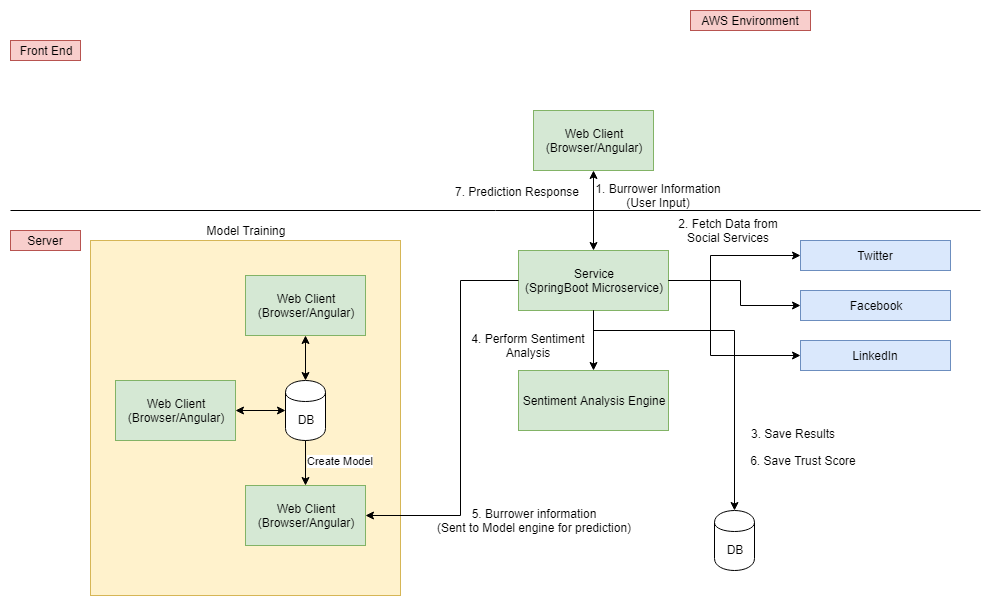 AWS Environment
Front End
Web Client
(Browser/Angular)
7. Prediction Response
1. Burrower Information
(User Input)
Server
Model Training
2. Fetch Data from
Social Services
Service
(SpringBoot Microservice)
Twitter
Facebook
LinkedIn
Web Client
(Browser/Angular)
4. Perform Sentiment
Analysis
Sentiment Analysis Engine
Web Client
(Browser/Angular)
DB
3. Save Results
6. Save Trust Score
Create Model
Web Client
(Browser/Angular)
5. Burrower information
(Sent to Model engine for prediction)
DB